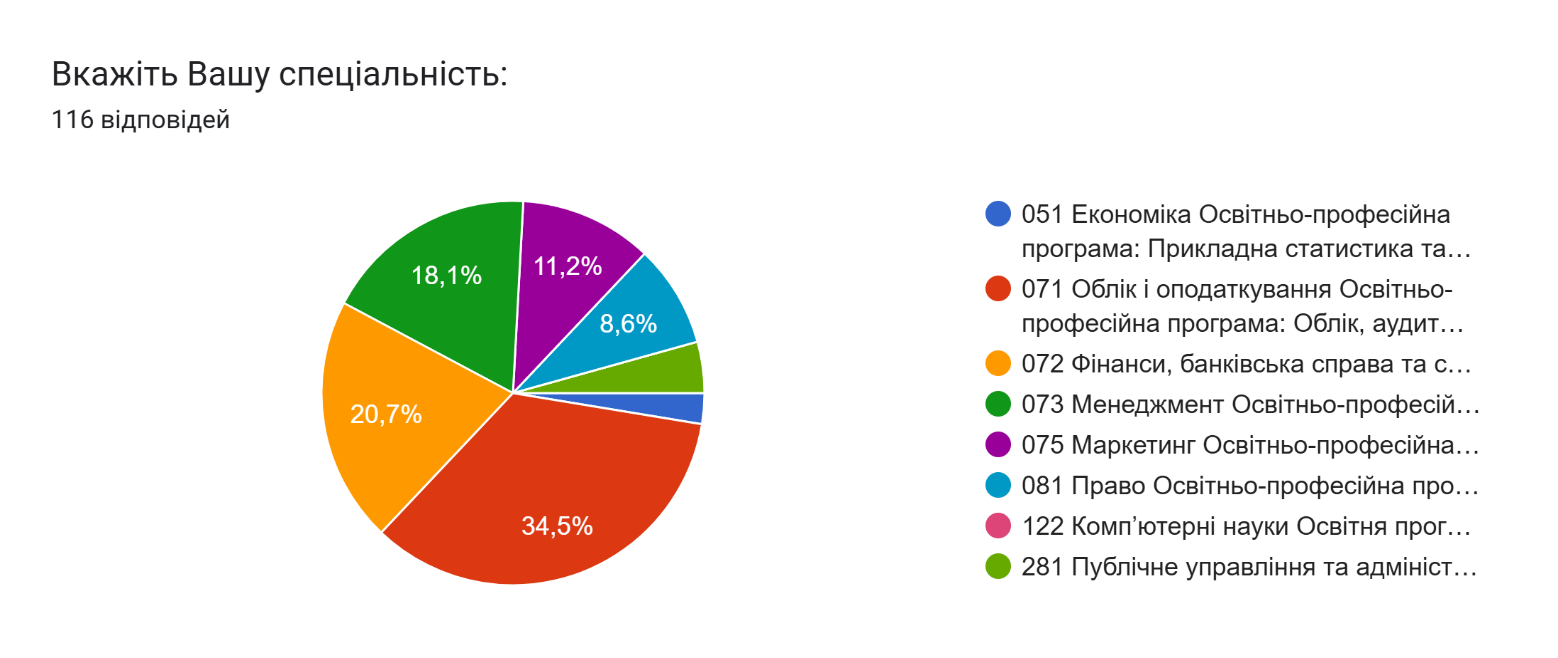 Вкажіть Вашу спеціальність:
116 відповідей
18,1%
11,2%
8,6%
20,7%
34,5%
051 Економіка Освітньо-професійна
програма: Прикладна статистика та…
071 Облік і оподаткування Освітньо-
професійна програма: Облік, аудит…
072 Фінанси, банківська справа та с…
073 Менеджмент Освітньо-професій…
075 Маркетинг Освітньо-професійна…
081 Право Освітньо-професійна про…
122 Комп’ютерні науки Освітня прог…
281 Публічне управління та адмініст…